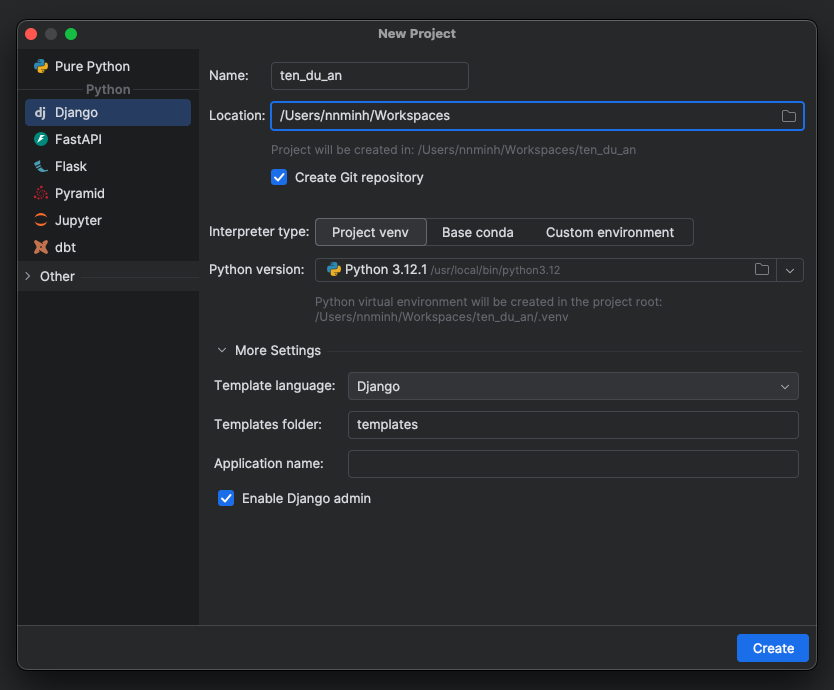 New Project
Pure Python
Python
dj Django
FastAPI
Flask
Pyramid
Jupyter
dbt
Other
Name: ten_du_an
Location: /Users/nnminh/Workspaces
Project will be created in: /Users/nnminh/Workspaces/ten_du_an
Create Git repository
Interpreter type: Project venv Base conda Custom environment
Python version: Python 3.12.1 /usr/local/bin/python3.12
Python virtual environment will be created in the project root:
/Users/nnminh/Workspaces/ten_du_an/.venv
More Settings
Template language: Django
Templates folder: templates
Application name:
Enable Django admin
Create